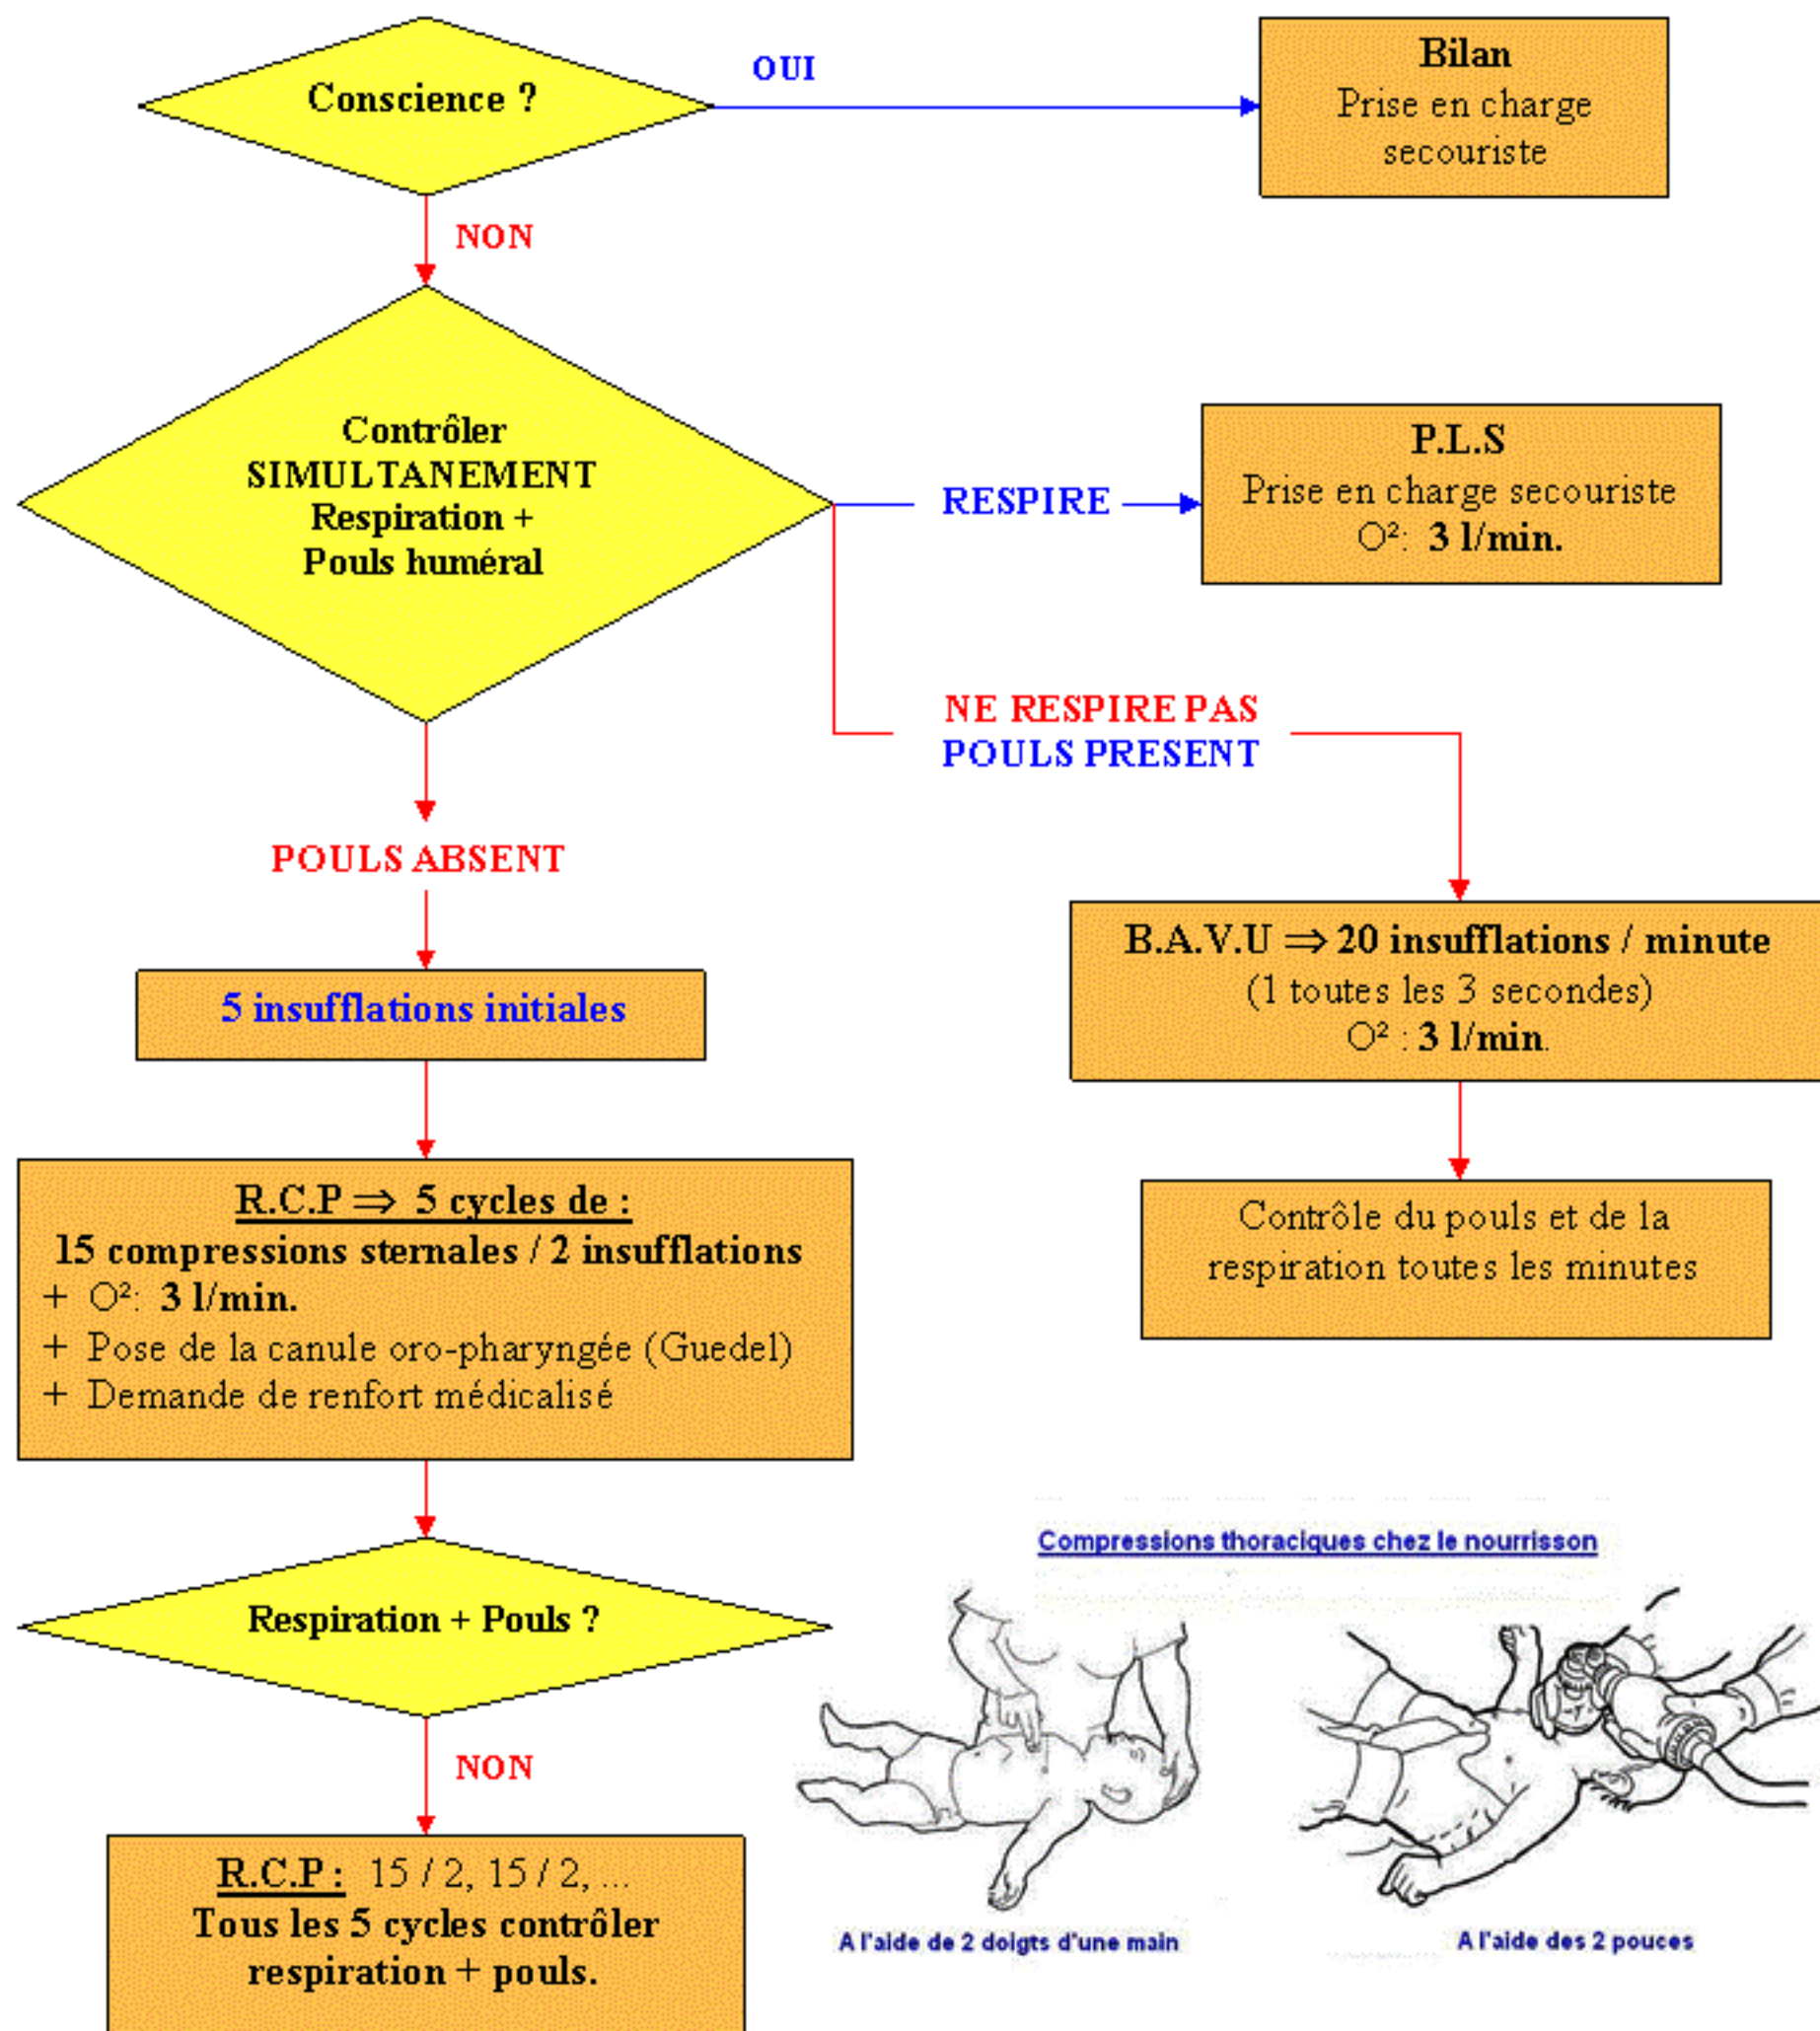 Conscience ?
OUI
Bilan
Prise en charge
secouriste
NON
Contrôler
SIMULTANEMENT
Respiration +
Pouls huméral
RESPIRE
P.L.S
Prise en charge secouriste
O²: 3 l/min.
NE RESPIRE PAS
POULS PRESENT
POULS ABSENT
B.A.V.U ⇒ 20 insufflations / minute
(1 toutes les 3 secondes)
O² : 3 l/min.
5 insufflations initiales
Contrôle du pouls et de la
respiration toutes les minutes
R.C.P ⇒ 5 cycles de :
15 compressions sternales / 2 insufflations
+ O²: 3 l/min.
+ Pose de la canule oro-pharyngée (Guedel)
+ Demande de renfort médicalisé
Respiration + Pouls ?
NON
R.C.P : 15 / 2, 15 / 2, ...
Tous les 5 cycles contrôler
respiration + pouls.
Compressions thoraciques chez le nourrisson
A l'aide de 2 doigts d'une main
A l'aide des 2 pouces